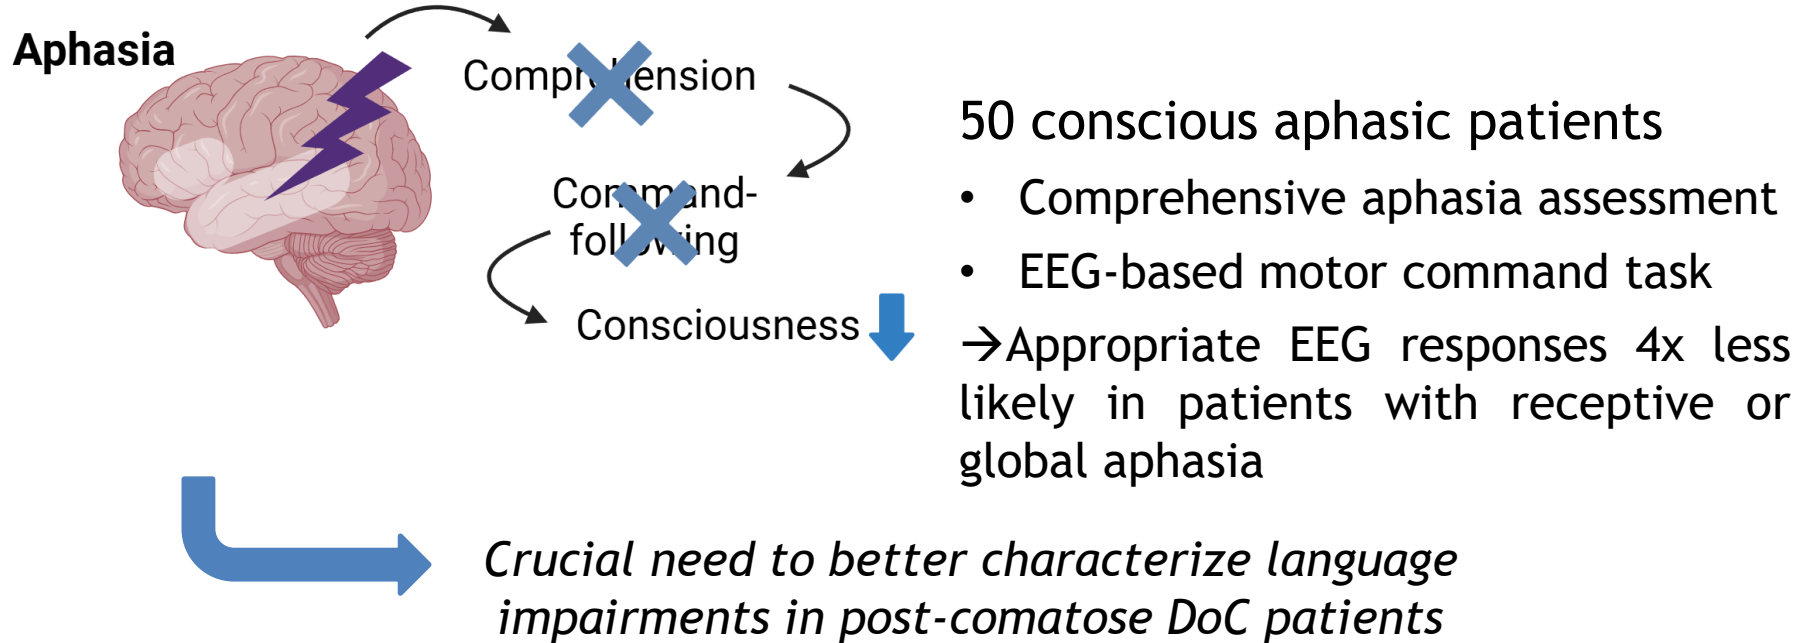 Aphasia
Comprehension
Command-
following
Consciousness
50 conscious aphasic patients
• Comprehensive aphasia assessment
• EEG-based motor command task
→Appropriate EEG responses 4x less
likely in patients with receptive or
global aphasia
Crucial need to better characterize language
impairments in post-comatose DoC patients